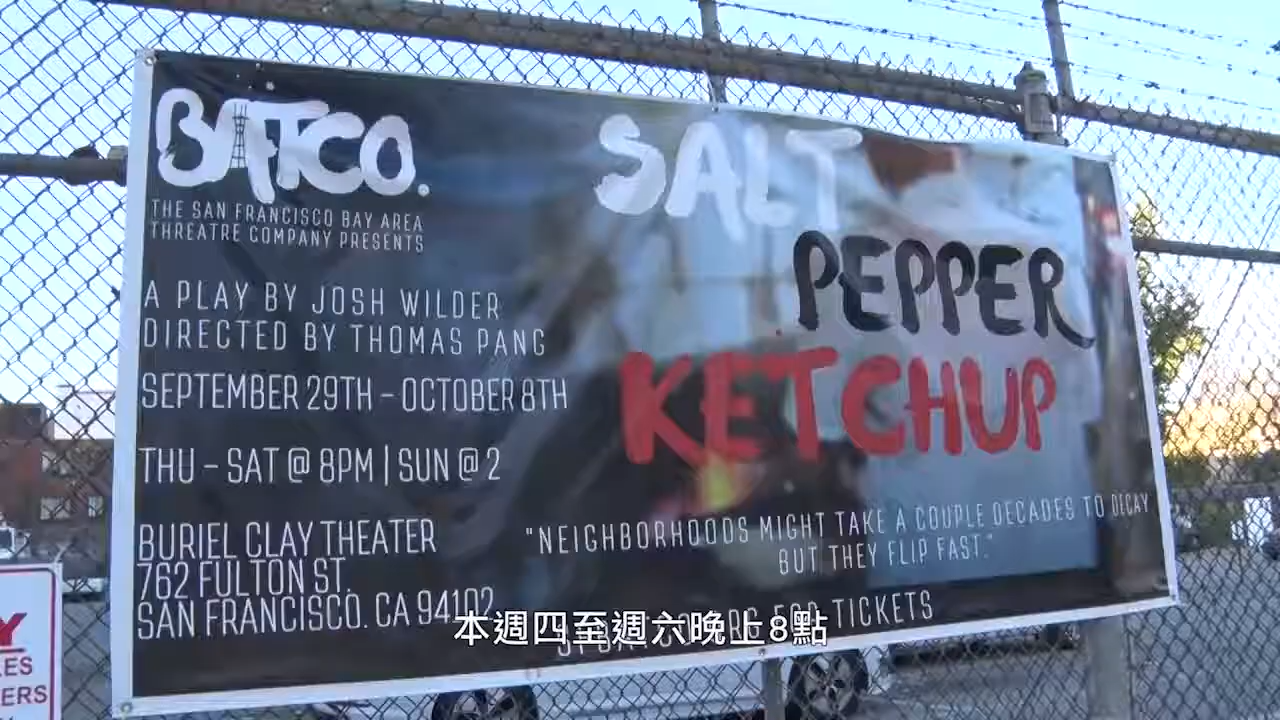 BATCO.
THE SAN FRANCISCO BAY AREA
THREATRE COMPANY PRESENTS
A PLAY BY JOSH WILDER
DIRECTED BY THOMAS PANG
SEPTEMBER 29TH - OCTOBER 8TH
THU - SAT @ 8PM | SUN @ 2
BURIEL CLAY THEATER
762 FULTON ST.
SAN FRANCISCO. CA 94102
SALT
PEPPER
KETCHUP
"NEIGHBORHOODS MIGHT TAKE A COUPLE DECADES TO DECAY
BUT THEY FLIP FAST."
TICKETS
本週四至週六晚上8點